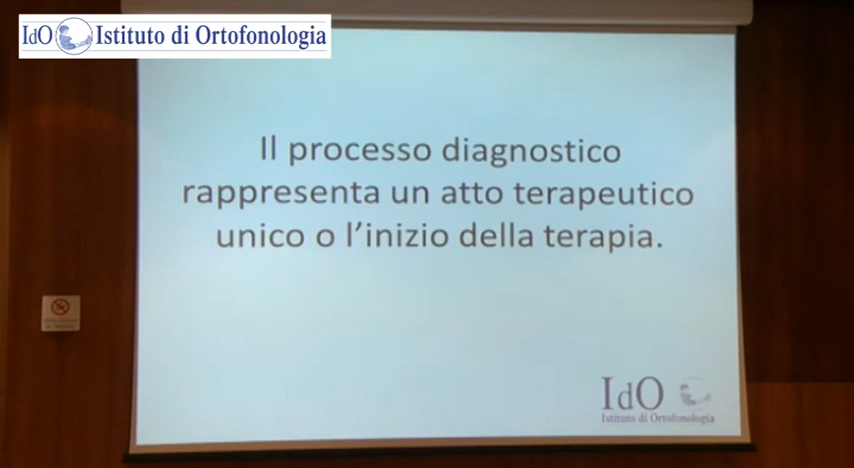 IdO Istituto di Ortofonologia
Il processo diagnostico
rappresenta un atto terapeutico
unico o l'inizio della terapia.
IdO
Istituto di Ortofonologia